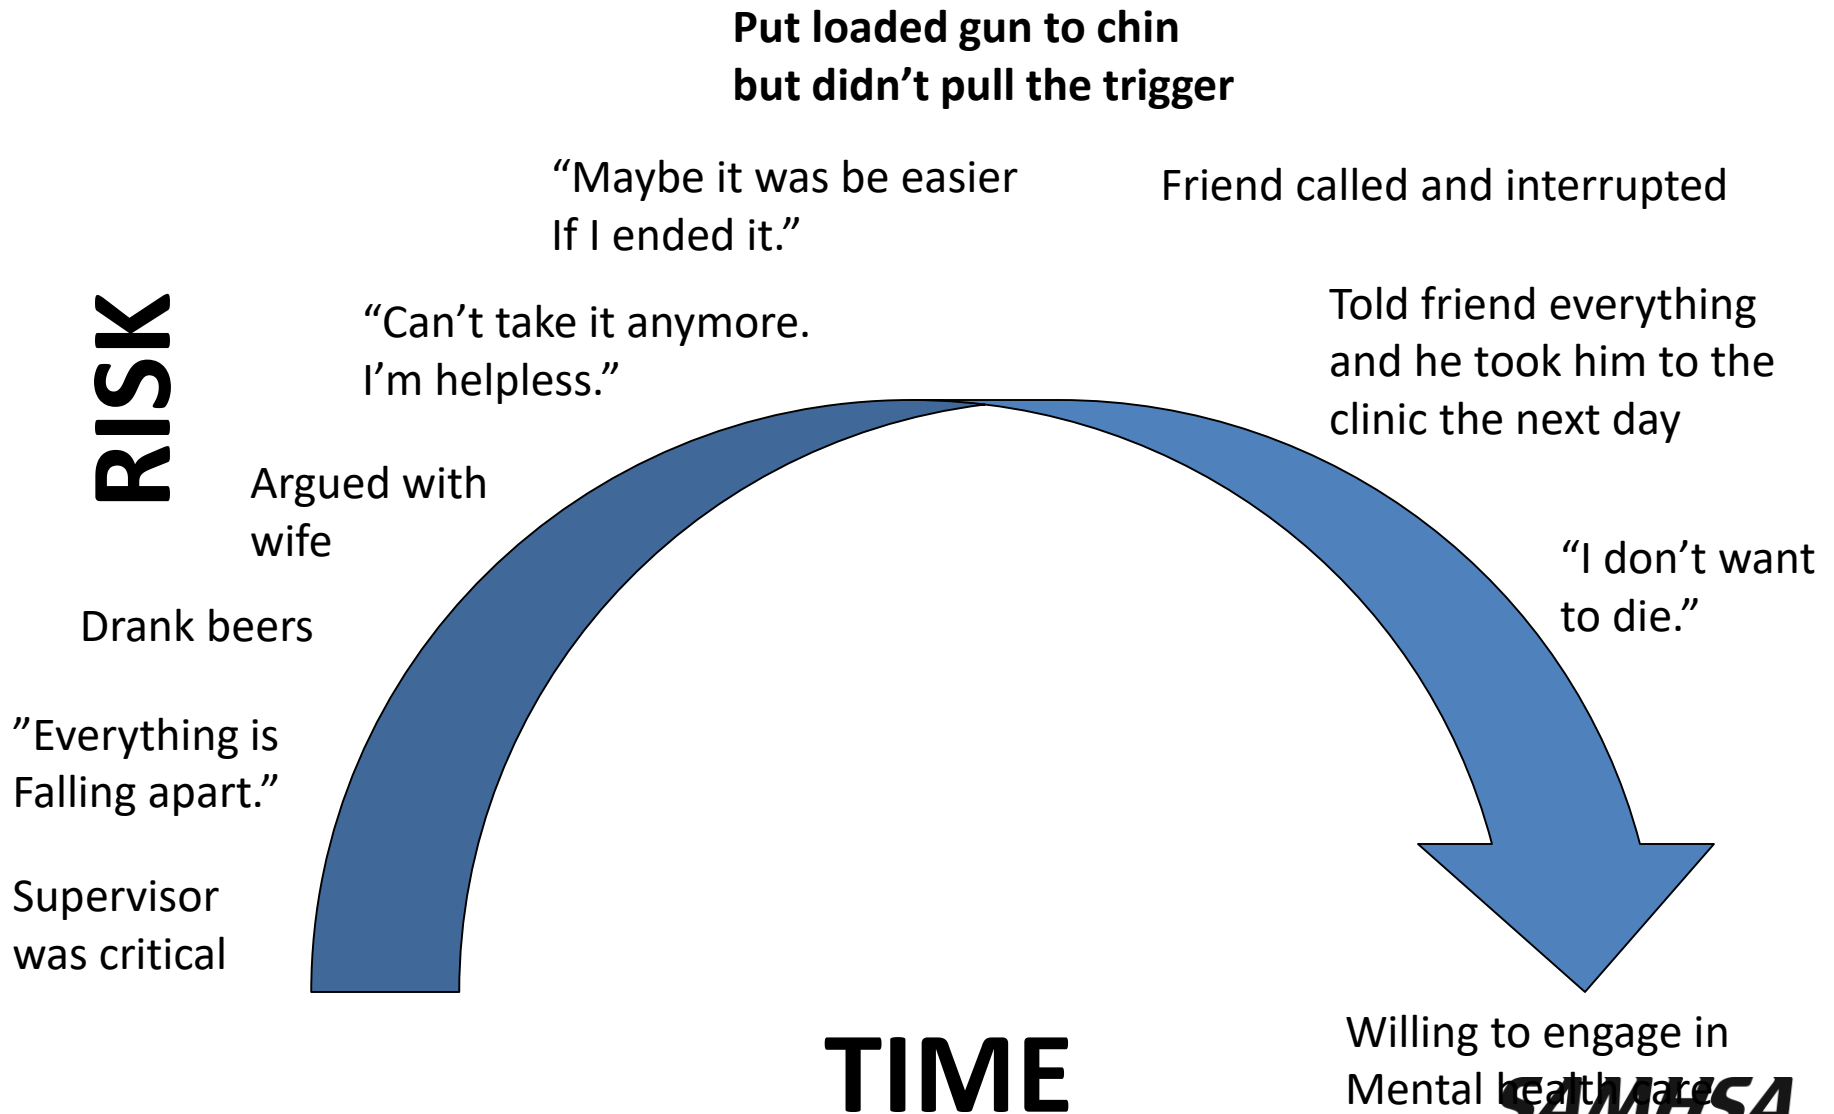 Put loaded gun to chin
but didn’t pull the trigger
“Maybe it was be easier
If I ended it.”
Friend called and interrupted
“Can’t take it anymore.
I’m helpless.”
Told friend everything
and he took him to the
clinic the next day
RISK
Argued with
wife
“I don’t want
to die.”
Drank beers
”Everything is
Falling apart.”
Supervisor
was critical
Willing to engage in
Mental health care
TIME
SAMHSA